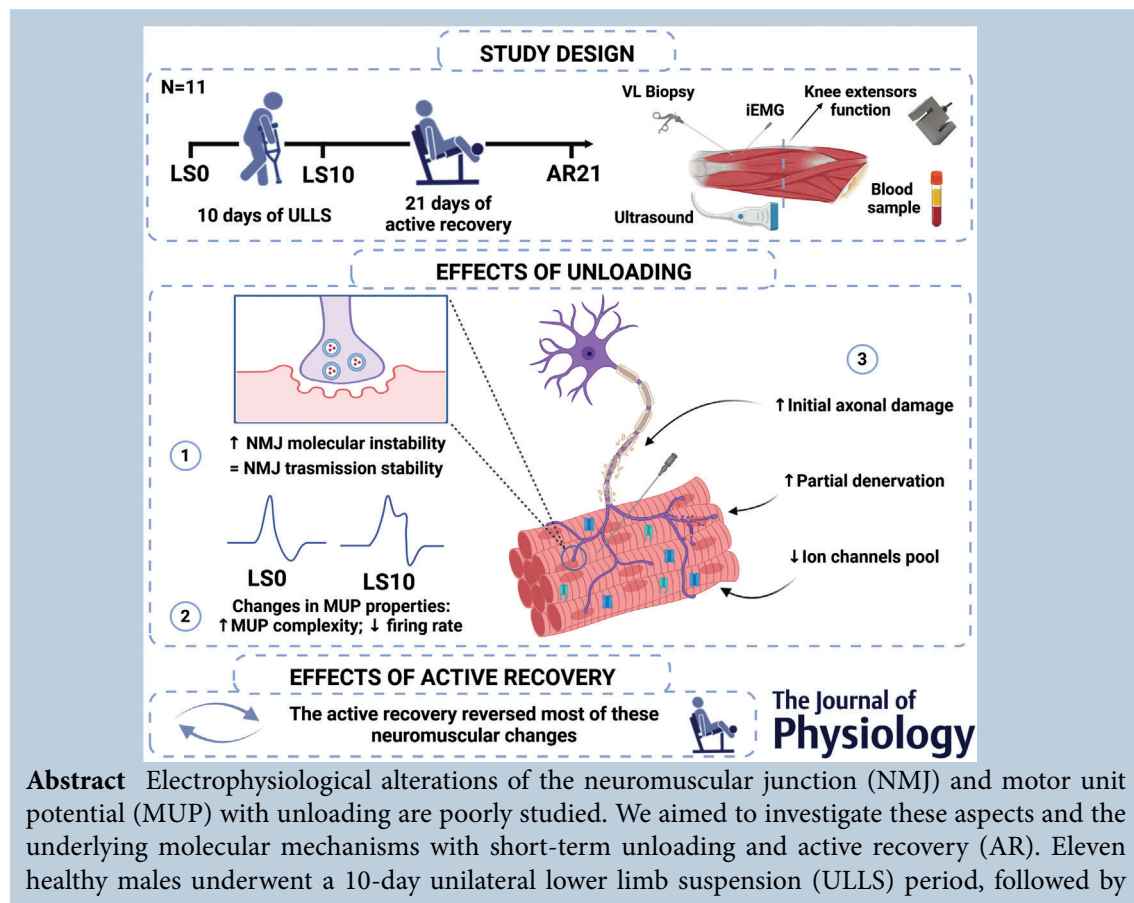 STUDY DESIGN
N=11
LS0
LS10
AR21
10 days of ULLS
21 days of
active recovery
VL Biopsy
iEMG
Knee extensors
function
Ultrasound
Blood
sample
EFFECTS OF UNLOADING
1
↑ NMJ molecular instability
= NMJ trasmission stability
LS0
LS10
2
Changes in MUP properties:
↑MUP complexity; ↓ firing rate
3
↑Initial axonal damage
↑Partial denervation
↓Ion channels pool
EFFECTS OF ACTIVE RECOVERY
The active recovery reversed most of these
neuromuscular changes
The Journal of
Physiology
Abstract Electrophysiological alterations of the neuromuscular junction (NMJ) and motor unit
potential (MUP) with unloading are poorly studied. We aimed to investigate these aspects and the
underlying molecular mechanisms with short-term unloading and active recovery (AR). Eleven
healthy males underwent a 10-day unilateral lower limb suspension (ULLS) period, followed by